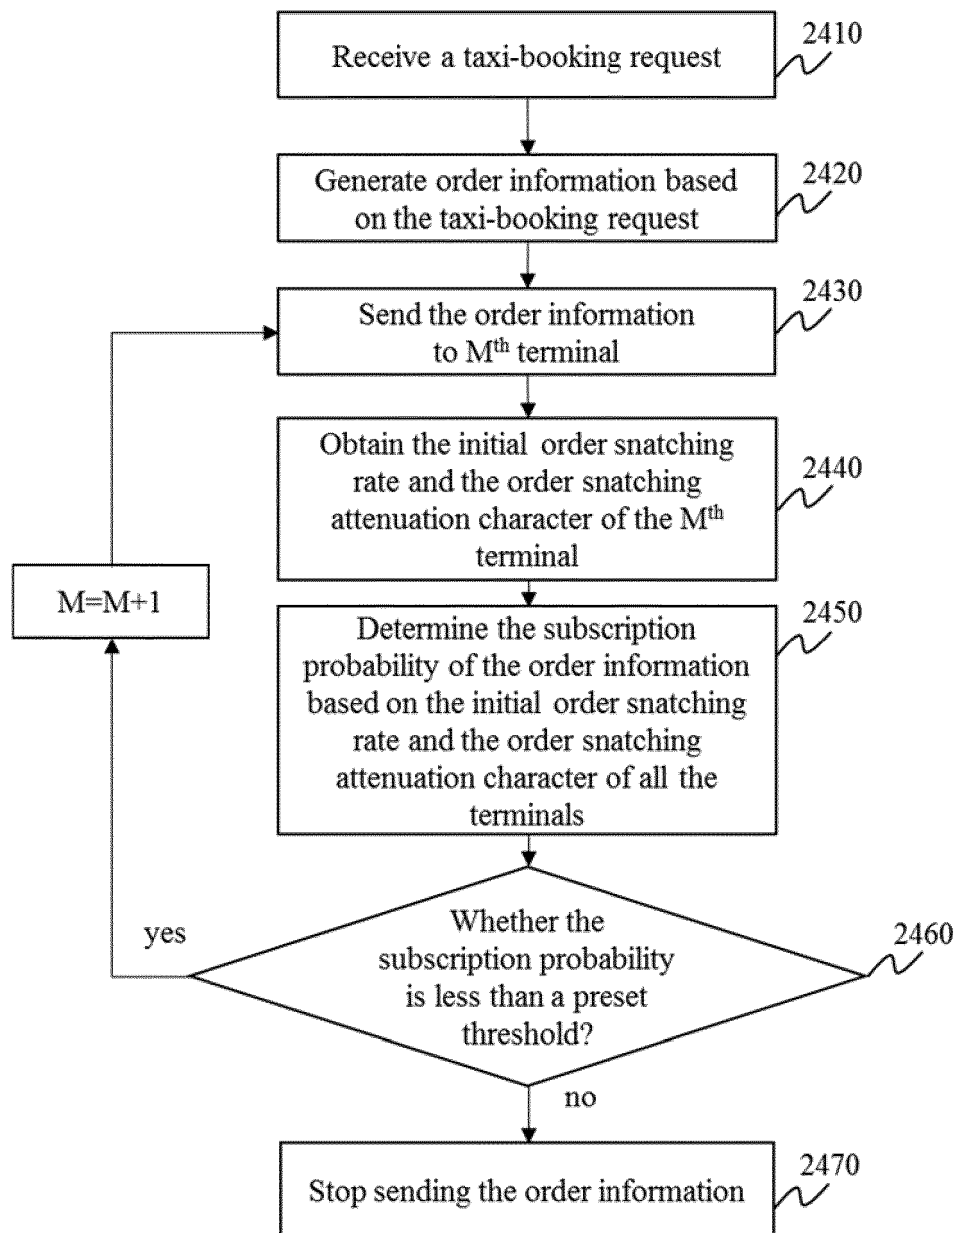 2410
Receive a taxi-booking request
2420
Generate order information based
on the taxi-booking request
2430
Send the order information
to Mth terminal
2440
Obtain the initial order snatching
rate and the order snatching
attenuation character of the Mth
terminal
M=M+1
2450
Determine the subscription
probability of the order information
based on the initial order snatching
rate and the order snatching
attenuation character of all the
terminals
yes
2460
Whether the
subscription probability
is less than a preset
threshold?
no
2470
Stop sending the order information